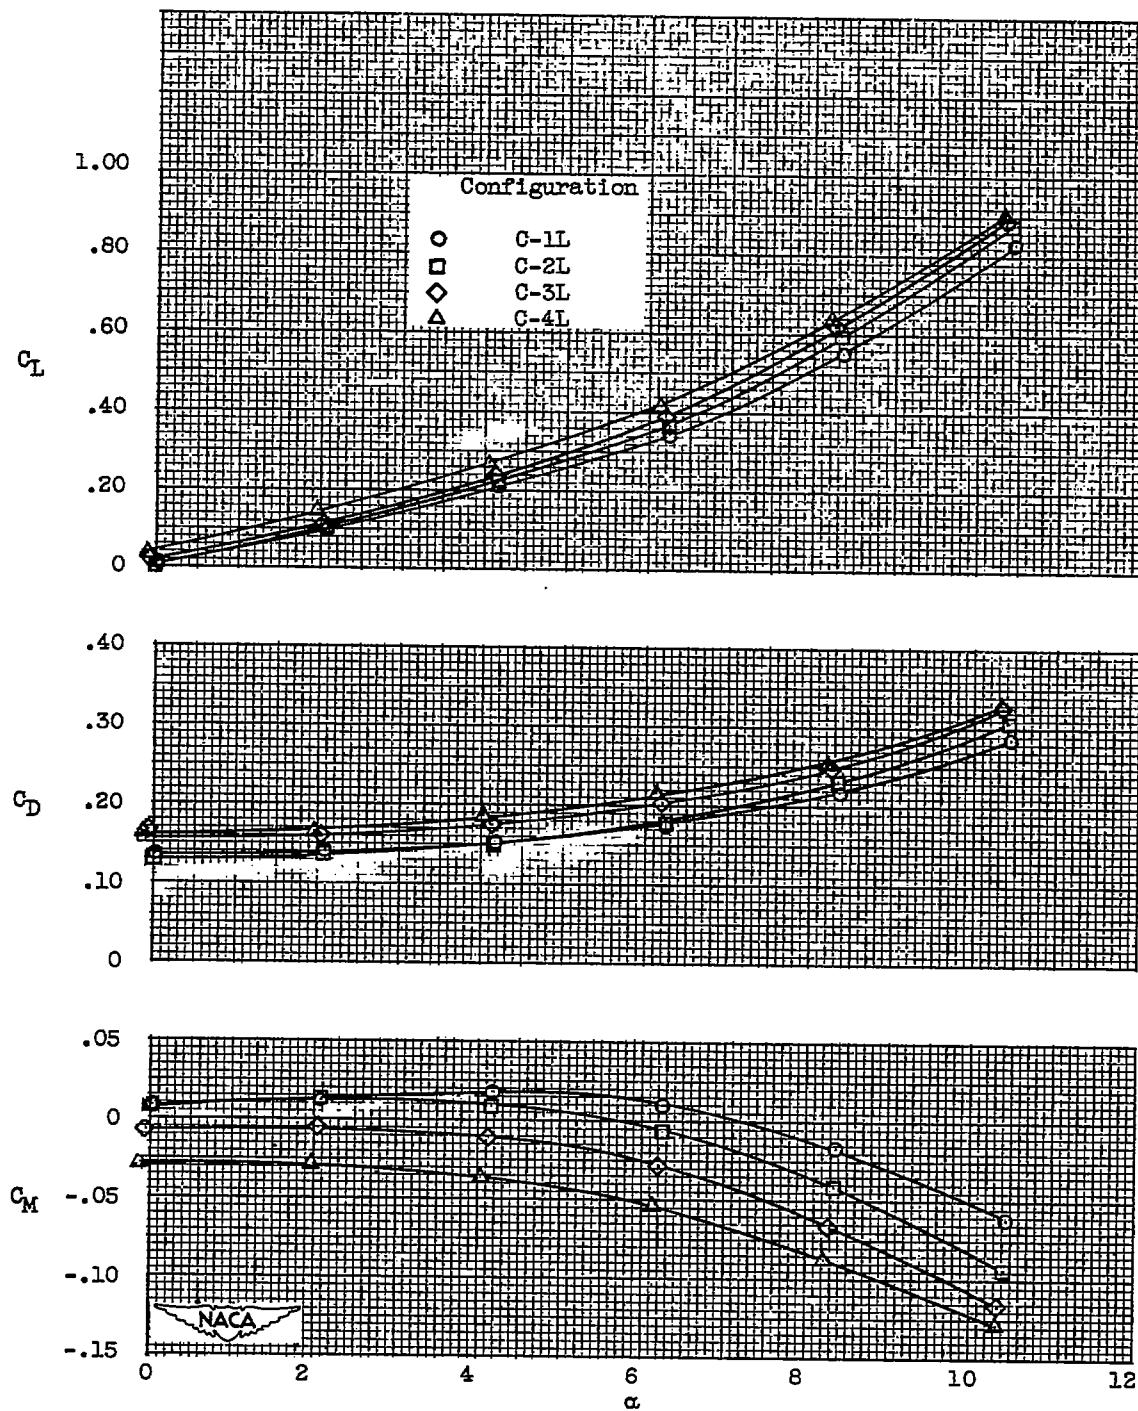 1.00
.80
.60
.40
.20
0
C_L
Configuration
C-1L
C-2L
C-3L
C-4L
.40
.30
.20
.10
0
C_D
.05
0
-.05
-.10
-.15
C_M
NACA
0 2 4 6 8 10 12
α